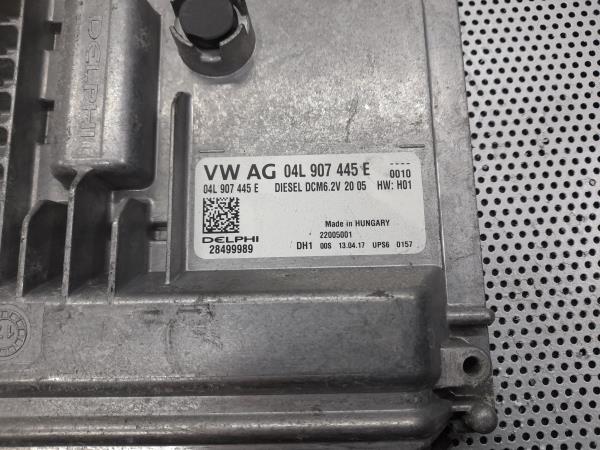 DELPHI
VW AG 04L 907 445 E ----
0010
04L 907 445 E DIESEL DCM6.2V 20 05 HW: H01
Made in HUNGARY
22005001
DELPHI
28499989 DH1 00S 13.04.17 UPS6 0157